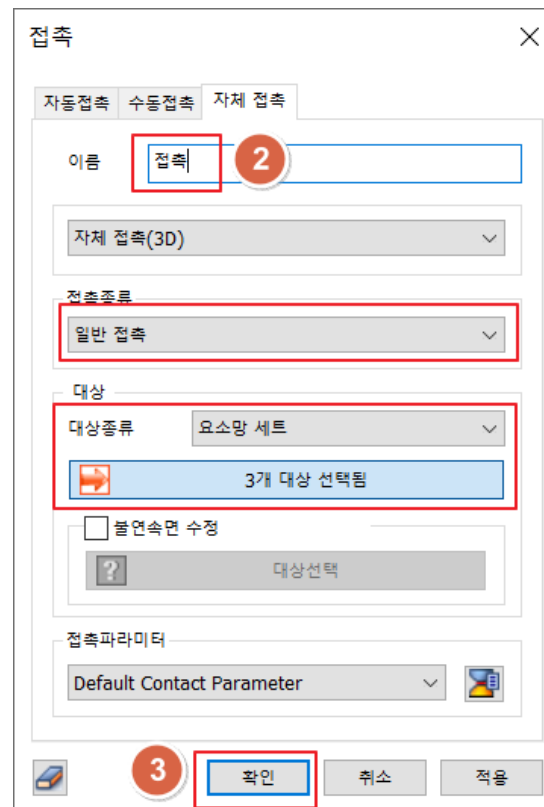 접촉
자동접촉 수동접촉 자체 접촉
이름 접촉 2
자체 접촉(3D)
접촉종류
일반 접촉
대상
대상종류 요소망 세트
3개 대상 선택됨
불연속면 수정
? 대상선택
접촉파라미터
Default Contact Parameter
3 확인 취소 적용